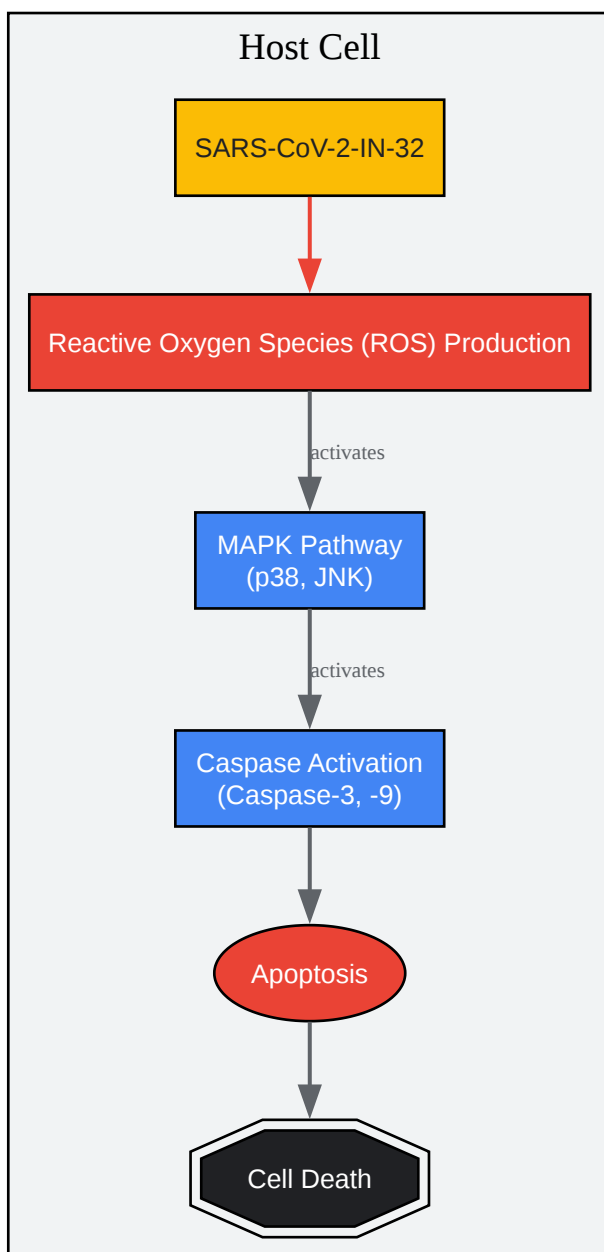 Host Cell
SARS-CoV-2-IN-32
Reactive Oxygen Species (ROS) Production
activates
MAPK Pathway
(p38, JNK)
activates
Caspase Activation
(Caspase-3, -9)
Apoptosis
Cell Death